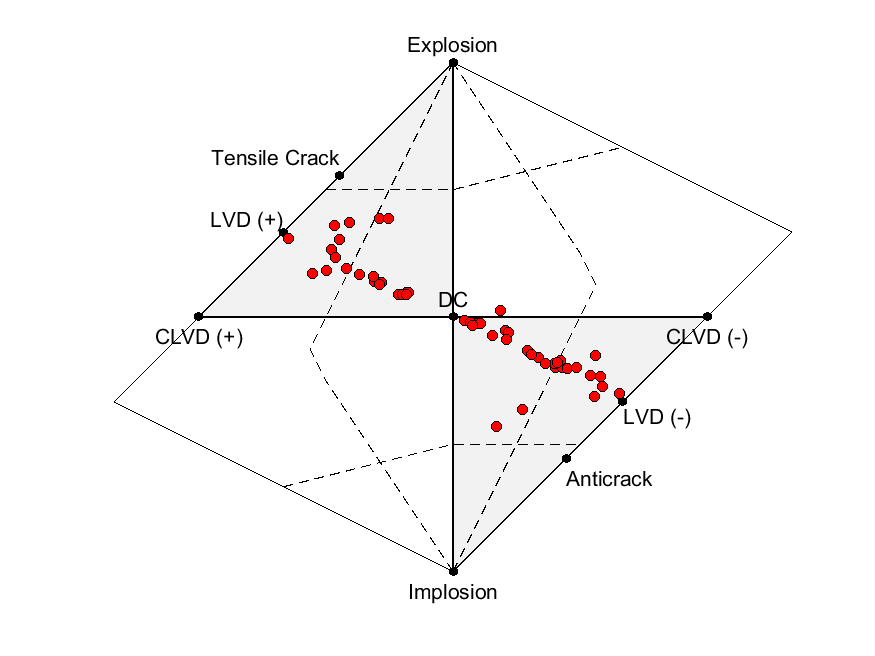 Explosion
Tensile Crack
LVD (+)
DC
CLVD (+)
CLVD (-)
LVD (-)
Anticrack
Implosion